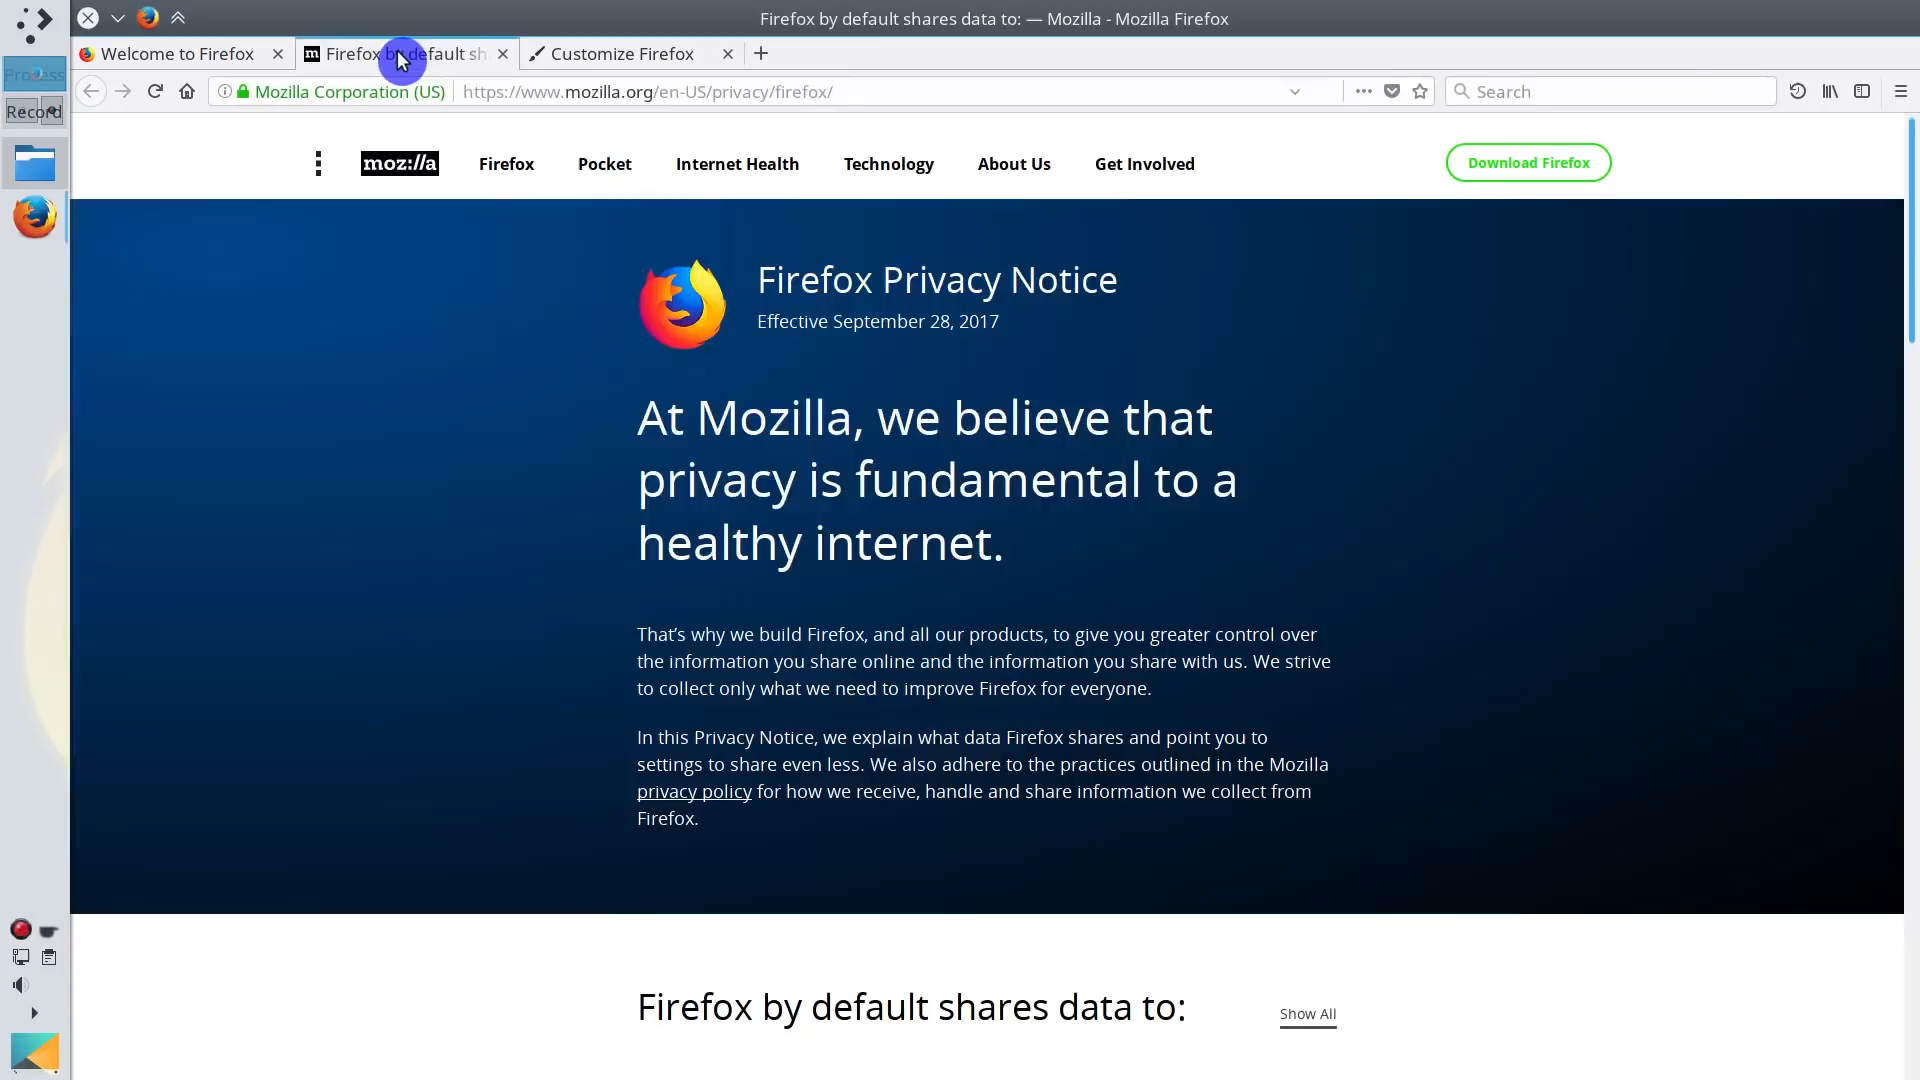 Firefox by default shares data to: — Mozilla - Mozilla Firefox
Welcome to Firefox
Firefox by default sh
Customize Firefox
Process
Mozilla Corporation (US)
https://www.mozilla.org/en-US/privacy/firefox/
Search
Record
moz://a
Firefox
Pocket
Internet Health
Technology
About Us
Get Involved
Download Firefox
Firefox Privacy Notice
Effective September 28, 2017
At Mozilla, we believe that
privacy is fundamental to a
healthy internet.
That’s why we build Firefox, and all our products, to give you greater control over
the information you share online and the information you share with us. We strive
to collect only what we need to improve Firefox for everyone.
In this Privacy Notice, we explain what data Firefox shares and point you to
settings to share even less. We also adhere to the practices outlined in the Mozilla
privacy policy for how we receive, handle and share information we collect from
Firefox.
Firefox by default shares data to:
Show All